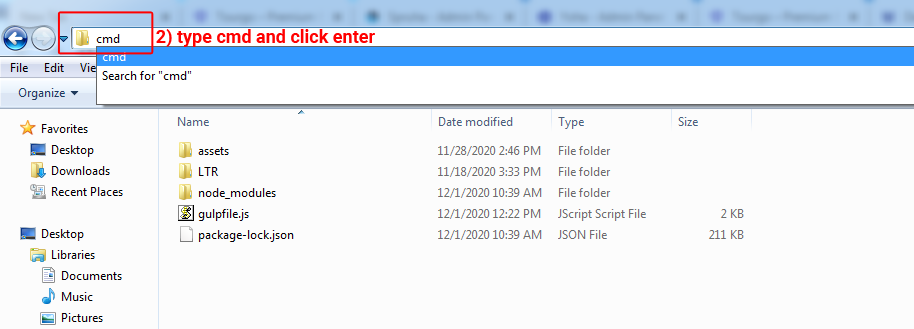 cmd
2) type cmd and click enter
cmd
Search for "cmd"
File Edit
Organize
Name Date modified Type Size
Favorites
Desktop
Downloads
Recent Places
Desktop
Libraries
Documents
Music
Pictures
assets 11/28/2020 2:46 PM File folder
LTR 11/18/2020 3:33 PM File folder
node_modules 12/1/2020 10:39 AM File folder
gulpfile.js 12/1/2020 12:22 PM JScript Script File 2 KB
package-lock.json 12/1/2020 10:39 AM JSON File 211 KB